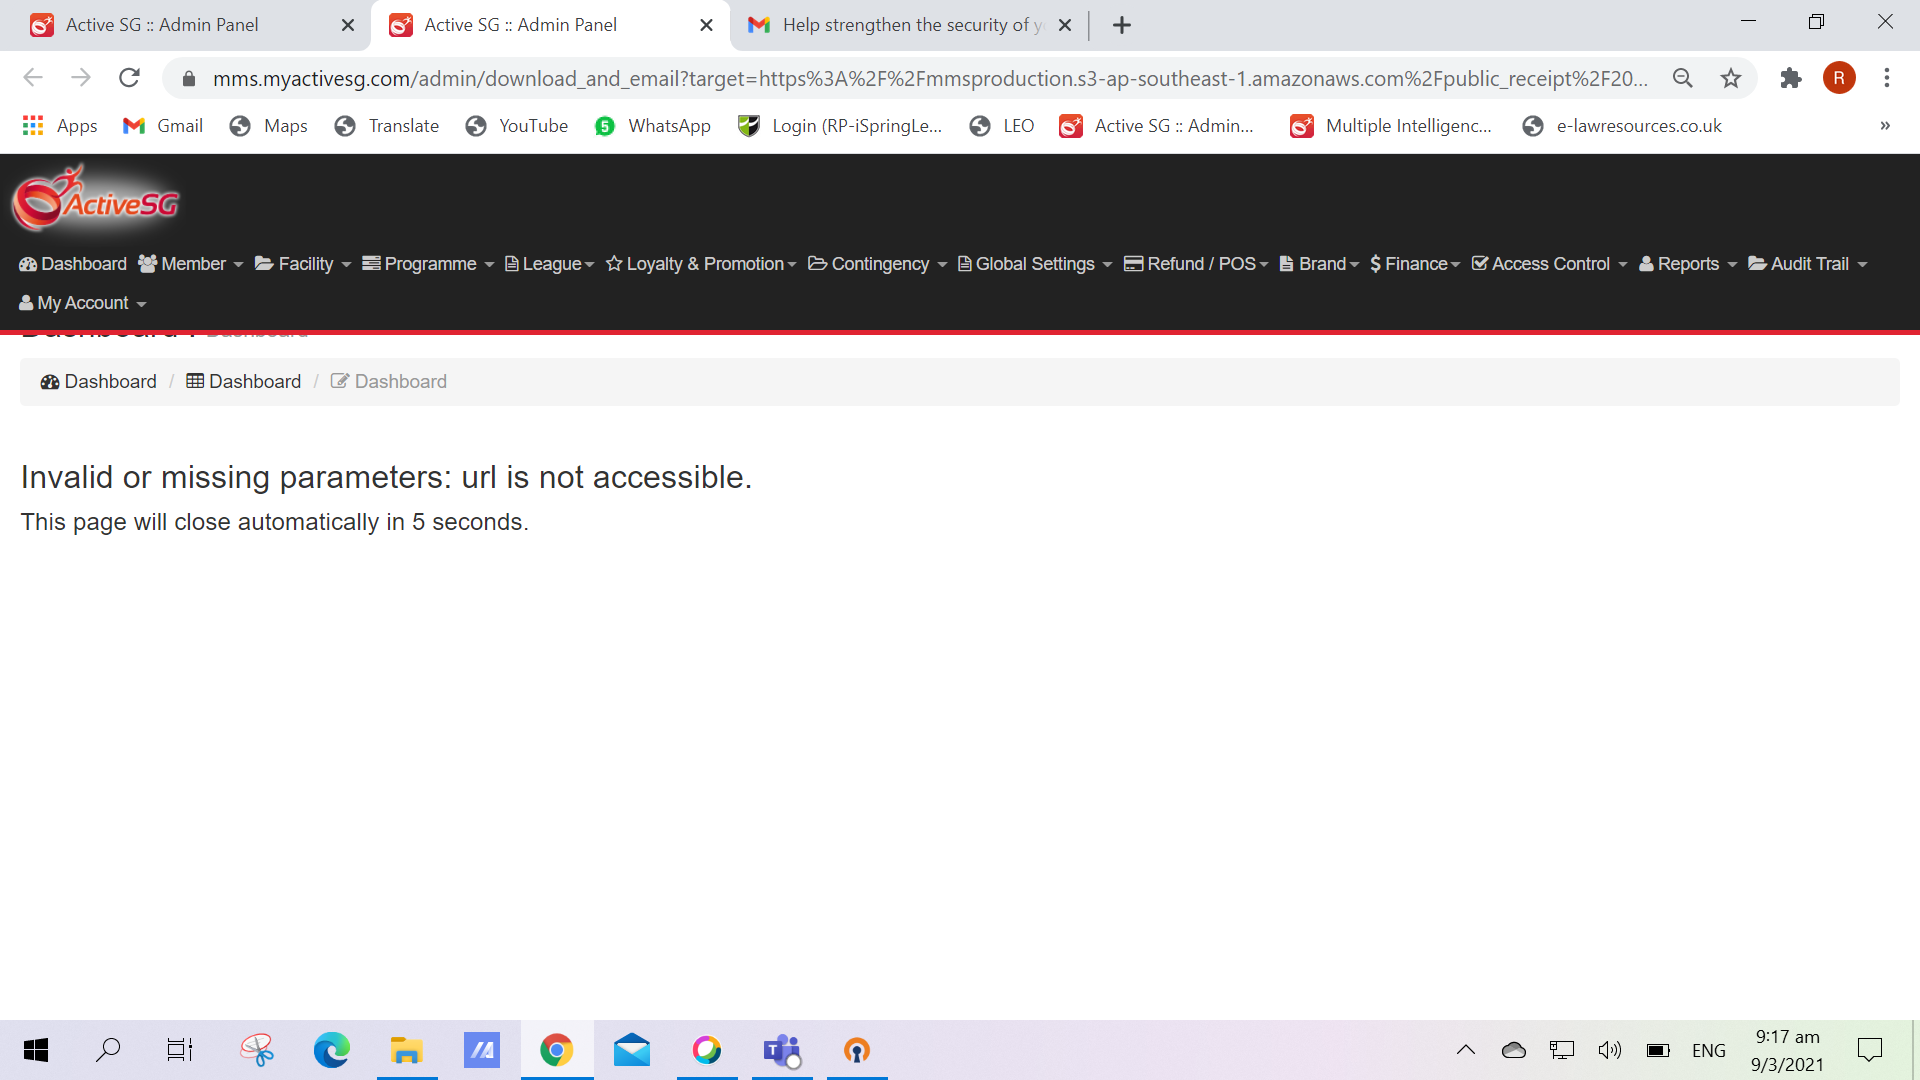 Active SG :: Admin Panel
Active SG :: Admin Panel
Help strengthen the security of y
mms.myactivesg.com/admin/download_and_email?target=https%3A%2F%2Fmmsproduction.s3-ap-southeast-1.amazonaws.com%2Fpublic_receipt%2F20...
R
Apps Gmail Maps Translate YouTube 5 WhatsApp Login (RP-iSpringLe... LEO Active SG :: Admin... Multiple Intelligenc... e-lawresources.co.uk »
ActiveSG
Dashboard Member Facility Programme League Loyalty & Promotion Contingency Global Settings Refund / POS Brand $ Finance Access Control Reports Audit Trail
My Account
Dashboard : Dashboard
Dashboard / Dashboard / Dashboard
Invalid or missing parameters: url is not accessible.
This page will close automatically in 5 seconds.
ENG
9:17 am
9/3/2021